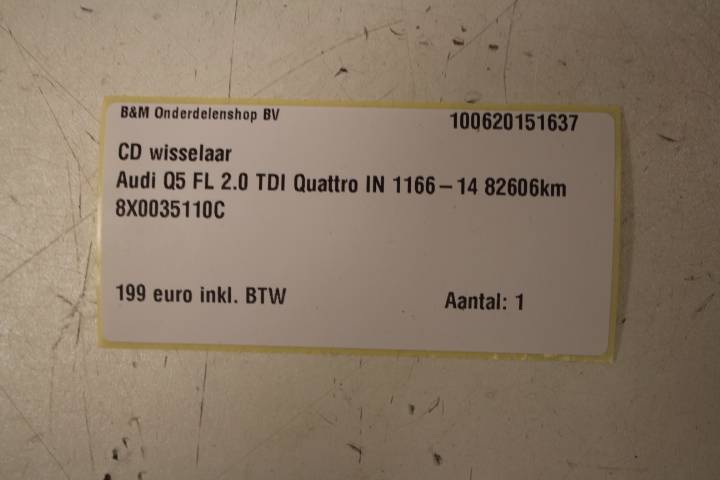 B&M Onderdelenshop BV 100620151637
CD wisselaar
Audi Q5 FL 2.0 TDI Quattro IN 1166-14 82606km
8X0035110C
199 euro inkl. BTW Aantal: 1